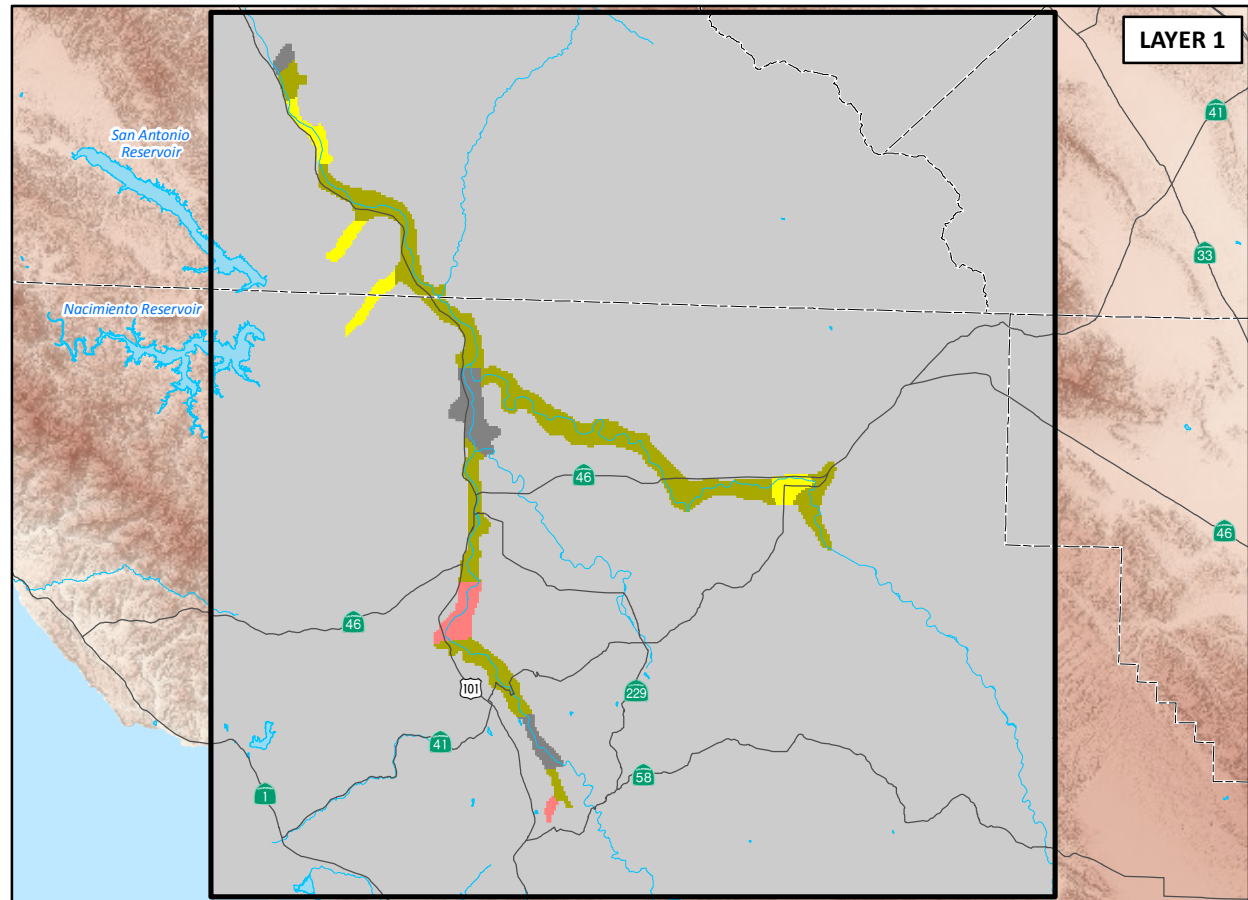 LAYER 1
41
San Antonio
Reservoir
33
Nacimiento Reservoir
46
46
46
101
229
41
58
1